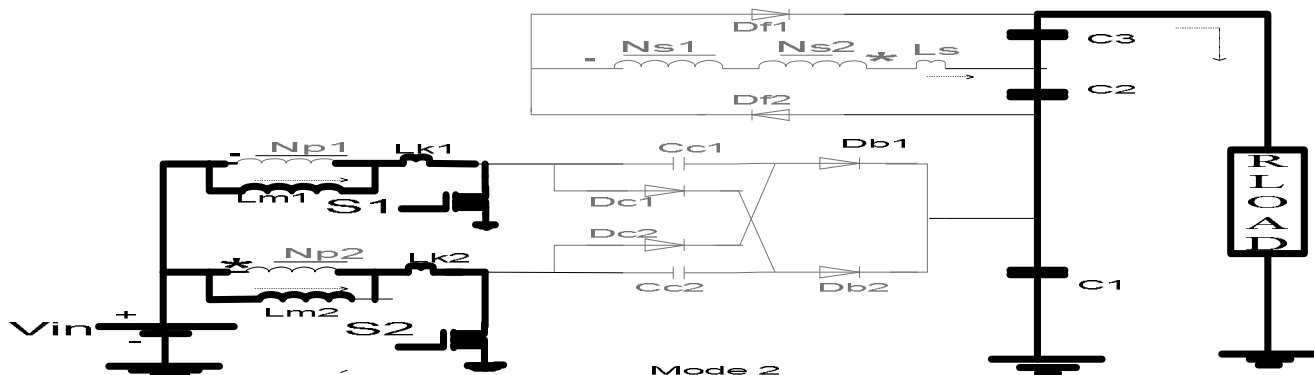 Df1
C3
Ns1
Ns2
*
Ls
-
C2
Df2
Np1
Lk1
Cc1
Db1
-
Lm1
S1
Dc1
RLOAD
Dc2
Np2
Lk2
*
Cc2
Db2
C1
Lm2
S2
Vin
+
-
Mode 2